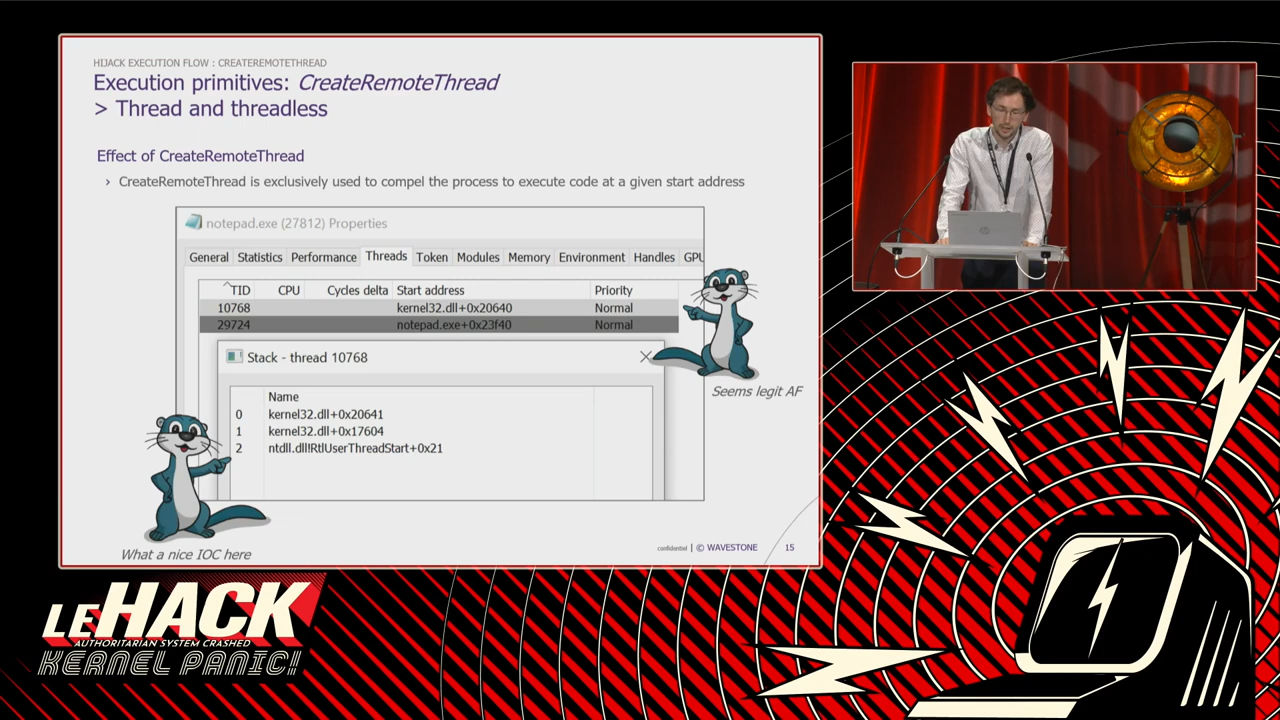 HIJACK EXECUTION FLOW : CREATEREMOTETHREAD
Execution primitives: CreateRemoteThread
> Thread and threadless
Effect of CreateRemoteThread
› CreateRemoteThread is exclusively used to compel the process to execute code at a given start address
notepad.exe (27812) Properties
General Statistics Performance Threads Token Modules Memory Environment Handles GPU
TID CPU Cycles delta Start address Priority
10768 kernel32.dll+0x20640 Normal
29724 notepad.exe+0x23f40 Normal
Stack - thread 10768
Name
0 kernel32.dll+0x20641
1 kernel32.dll+0x17604
2 ntdll.dll!RtlUserThreadStart+0x21
Seems legit AF
What a nice IOC here
confidential | © WAVESTONE 15
LEHACK
AUTHORITARIAN SYSTEM CRASHED
KERNEL PANIC!
hp